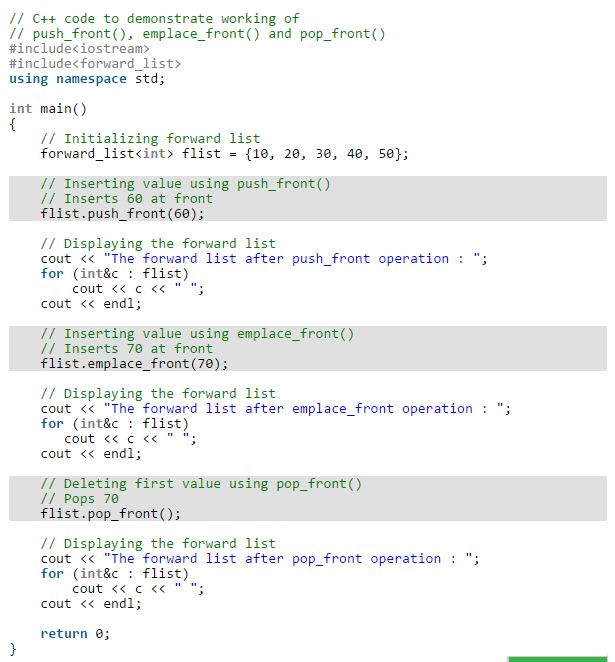 // C++ code to demonstrate working of
// push_front(), emplace_front() and pop_front()
#include<iostream>
#include<forward_list>
using namespace std;
int main()
{
// Initializing forward list
forward_list<int> flist = {10, 20, 30, 40, 50};
// Inserting value using push_front()
// Inserts 60 at front
flist.push_front(60);
// Displaying the forward list
cout << "The forward list after push_front operation : ";
for (int&c : flist)
cout << c << " ";
cout << endl;
// Inserting value using emplace_front()
// Inserts 70 at front
flist.emplace_front(70);
// Displaying the forward list
cout << "The forward list after emplace_front operation : ";
for (int&c : flist)
cout << c << " ";
cout << endl;
// Deleting first value using pop_front()
// Pops 70
flist.pop_front();
// Displaying the forward list
cout << "The forward list after pop_front operation : ";
for (int&c : flist)
cout << c << " ";
cout << endl;
return 0;
}